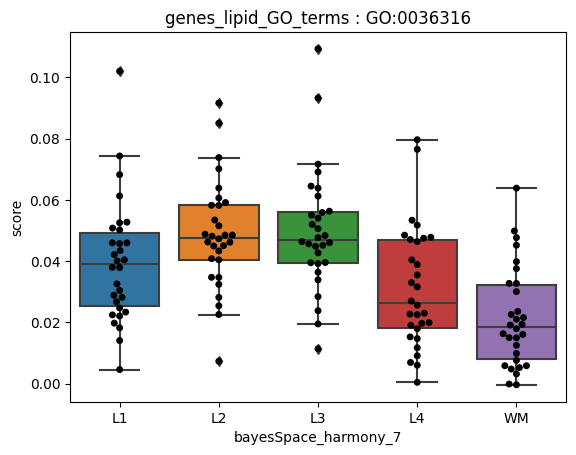 genes_lipid_GO_terms : GO:0036316
0.10
0.08
0.06
0.04
0.02
0.00
score
L1 L2 L3 L4 WM
bayesSpace_harmony_7